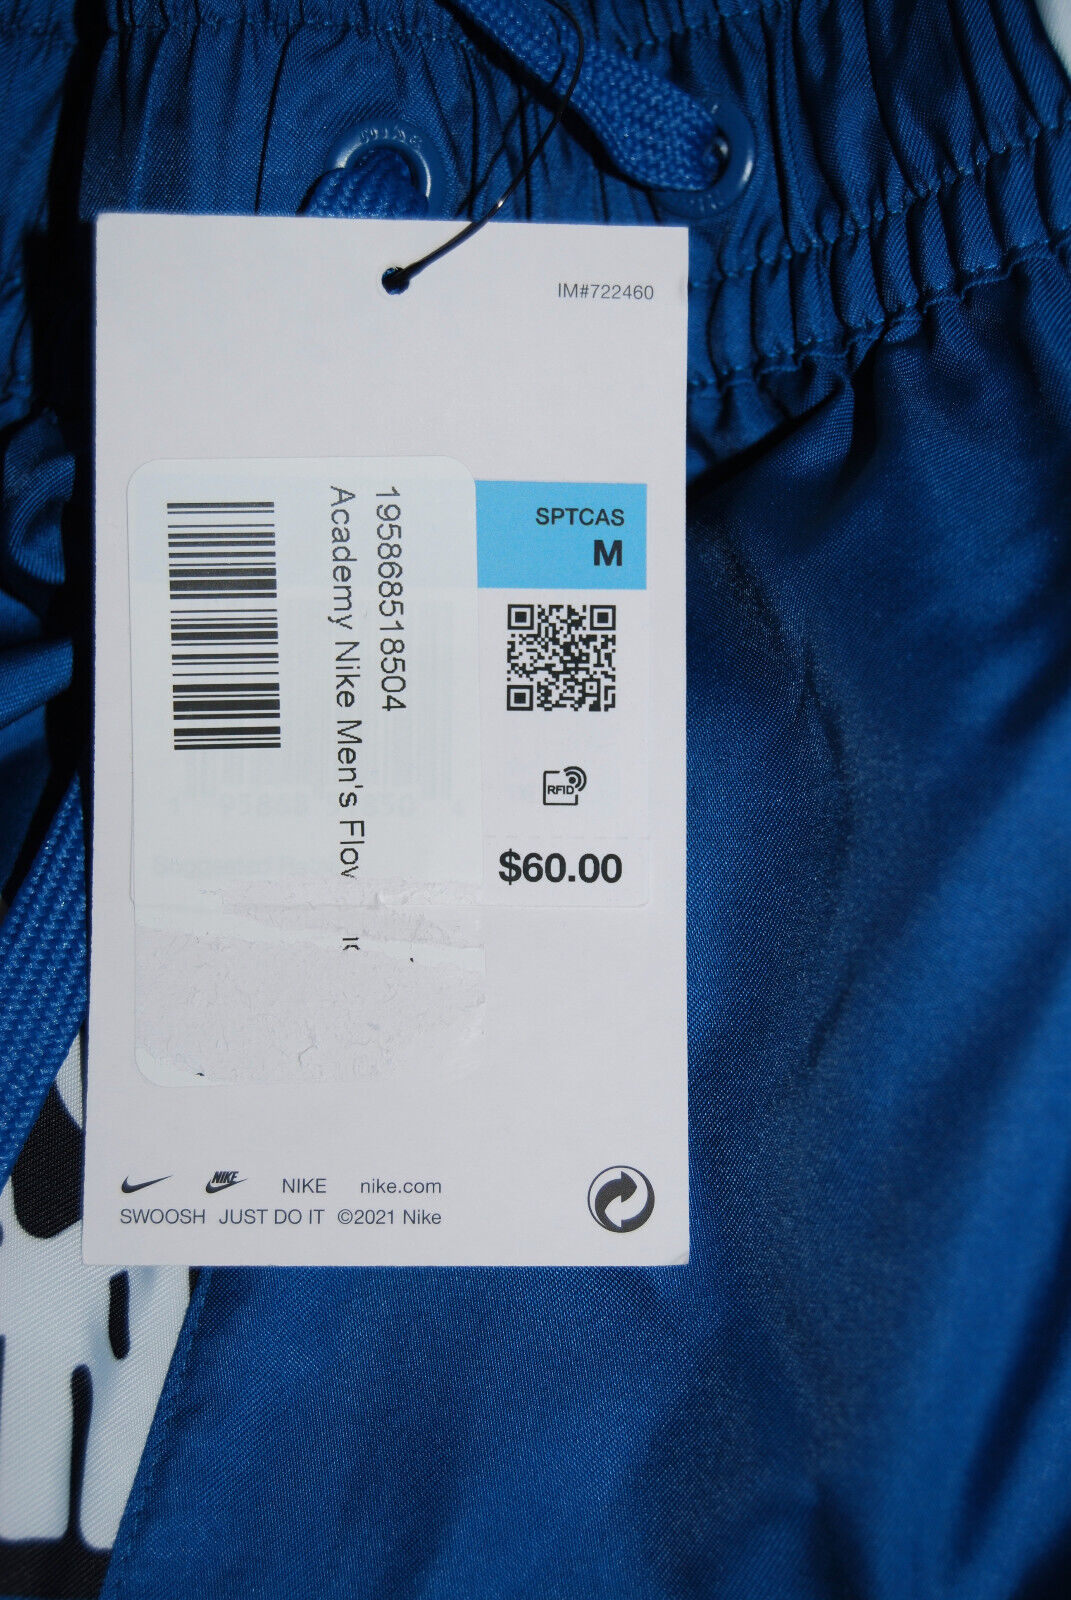 NIKE
IM#722460
SPTCAS
M
195868518504
Academy Nike Men's
RFID
$60.00
NIKE NIKE nike.com
SWOOSH JUST DO IT ©2021 Nike